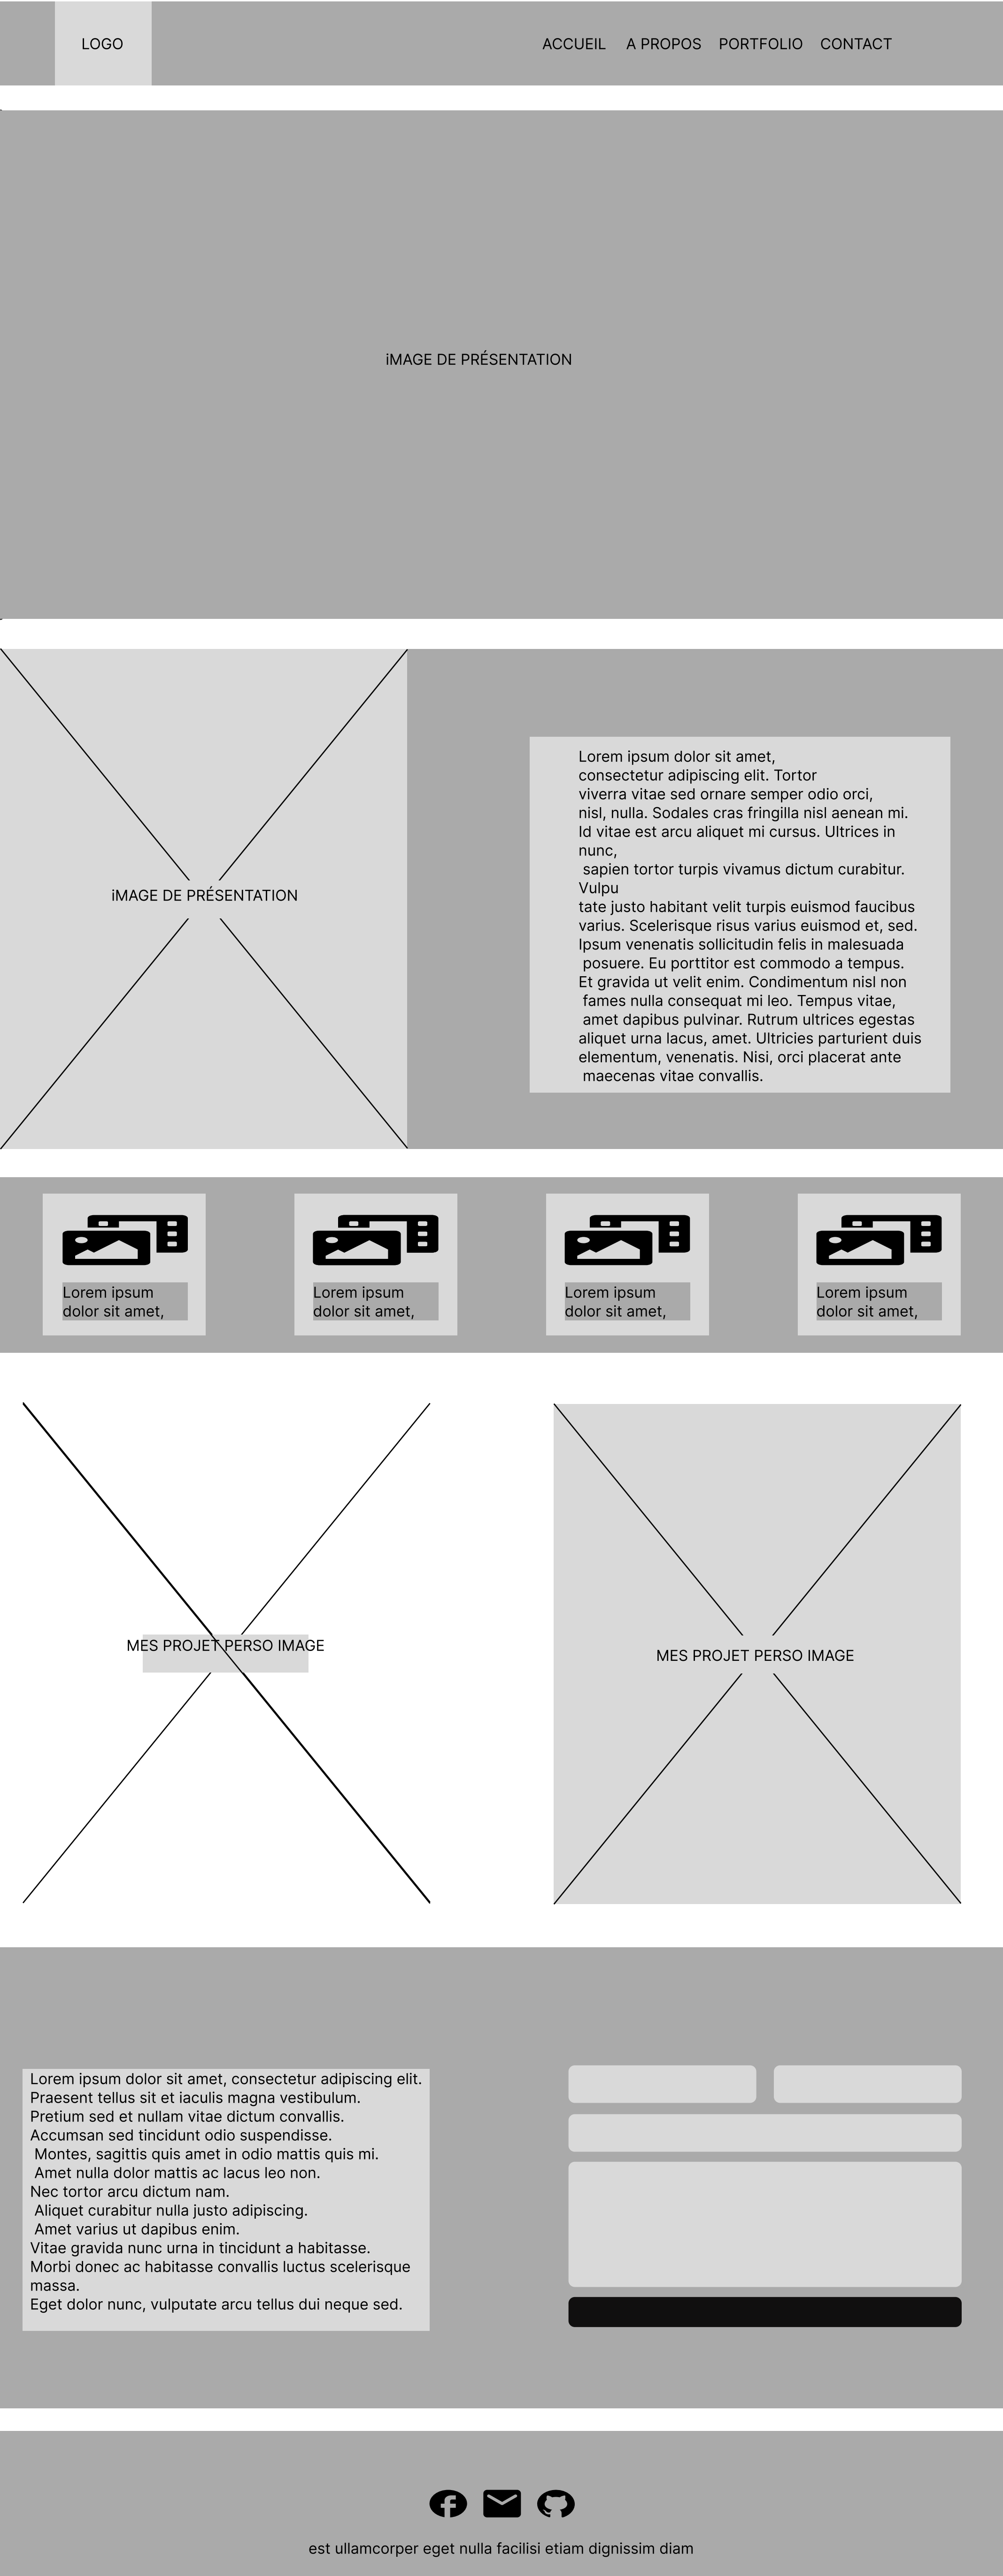 LOGO
ACCUEIL A PROPOS PORTFOLIO CONTACT
iMAGE DE PRÉSENTATION
iMAGE DE PRÉSENTATION
Lorem ipsum dolor sit amet,
consectetur adipiscing elit. Tortor
viverra vitae sed ornare semper odio orci,
nisl, nulla. Sodales cras fringilla nisl aenean mi.
Id vitae est arcu aliquet mi cursus. Ultrices in
nunc,
sapien tortor turpis vivamus dictum curabitur.
Vulpu
tate justo habitant velit turpis euismod faucibus
varius. Scelerisque risus varius euismod et, sed.
Ipsum venenatis sollicitudin felis in malesuada
posuere. Eu porttitor est commodo a tempus.
Et gravida ut velit enim. Condimentum nisl non
fames nulla consequat mi leo. Tempus vitae,
amet dapibus pulvinar. Rutrum ultrices egestas
aliquet urna lacus, amet. Ultricies parturient duis
elementum, venenatis. Nisi, orci placerat ante
maecenas vitae convallis.
Lorem ipsum
dolor sit amet,
Lorem ipsum
dolor sit amet,
Lorem ipsum
dolor sit amet,
Lorem ipsum
dolor sit amet,
MES PROJET PERSO IMAGE
MES PROJET PERSO IMAGE
Lorem ipsum dolor sit amet, consectetur adipiscing elit.
Praesent tellus sit et iaculis magna vestibulum.
Pretium sed et nullam vitae dictum convallis.
Accumsan sed tincidunt odio suspendisse.
Montes, sagittis quis amet in odio mattis quis mi.
Amet nulla dolor mattis ac lacus leo non.
Nec tortor arcu dictum nam.
Aliquet curabitur nulla justo adipiscing.
Amet varius ut dapibus enim.
Vitae gravida nunc urna in tincidunt a habitasse.
Morbi donec ac habitasse convallis luctus scelerisque
massa.
Eget dolor nunc, vulputate arcu tellus dui neque sed.
est ullamcorper eget nulla facilisi etiam dignissim diam